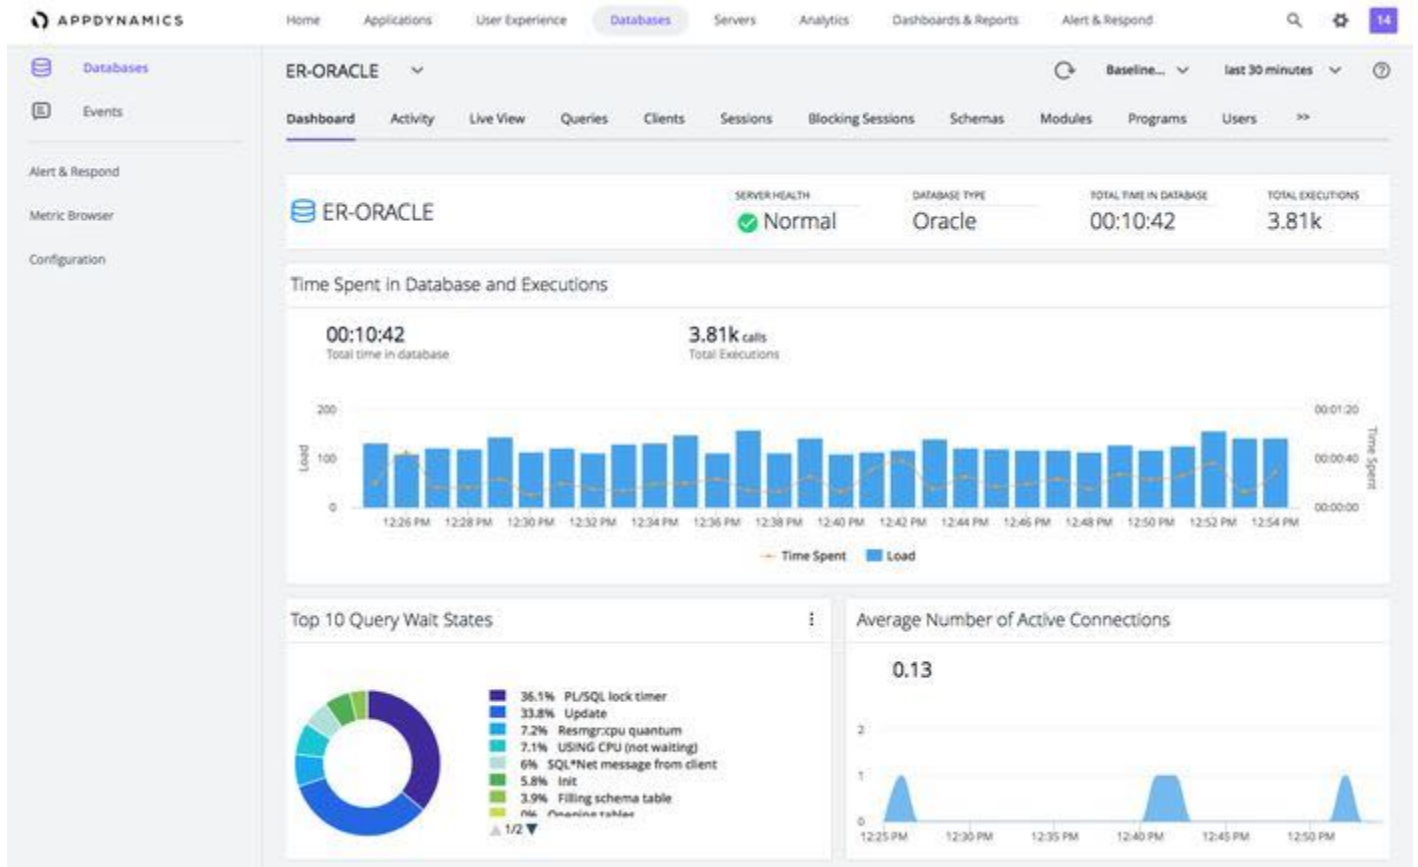 APPDYNAMICS
Home Applications User Experience Databases Servers Analytics Dashboards & Reports Alert & Respond 14
Databases
Events
Alert & Respond
Metric Browser
Configuration
ER-ORACLE Baseline... last 30 minutes
Dashboard Activity Live View Queries Clients Sessions Blocking Sessions Schemas Modules Programs Users >>
ER-ORACLE
SERVER HEALTH
Normal
DATABASE TYPE
Oracle
TOTAL TIME IN DATABASE
00:10:42
TOTAL EXECUTIONS
3.81k
Time Spent in Database and Executions
00:10:42
Total time in database
3.81k calls
Total Executions
Load
200
100
0
00:01:20
00:00:40
00:00:00
Time Spent
12:26 PM 12:28 PM 12:30 PM 12:32 PM 12:34 PM 12:36 PM 12:38 PM 12:40 PM 12:42 PM 12:44 PM 12:46 PM 12:48 PM 12:50 PM 12:52 PM 12:54 PM
Time Spent Load
Top 10 Query Wait States
36.1% PL/SQL lock timer
33.8% Update
7.2% Resmgr:cpu quantum
7.1% USING CPU (not waiting)
6% SQL*Net message from client
5.8% Init
3.9% Filling schema table
0% Opening tables
1/2
Average Number of Active Connections
0.13
2
1
0
12:25 PM 12:30 PM 12:35 PM 12:40 PM 12:45 PM 12:50 PM